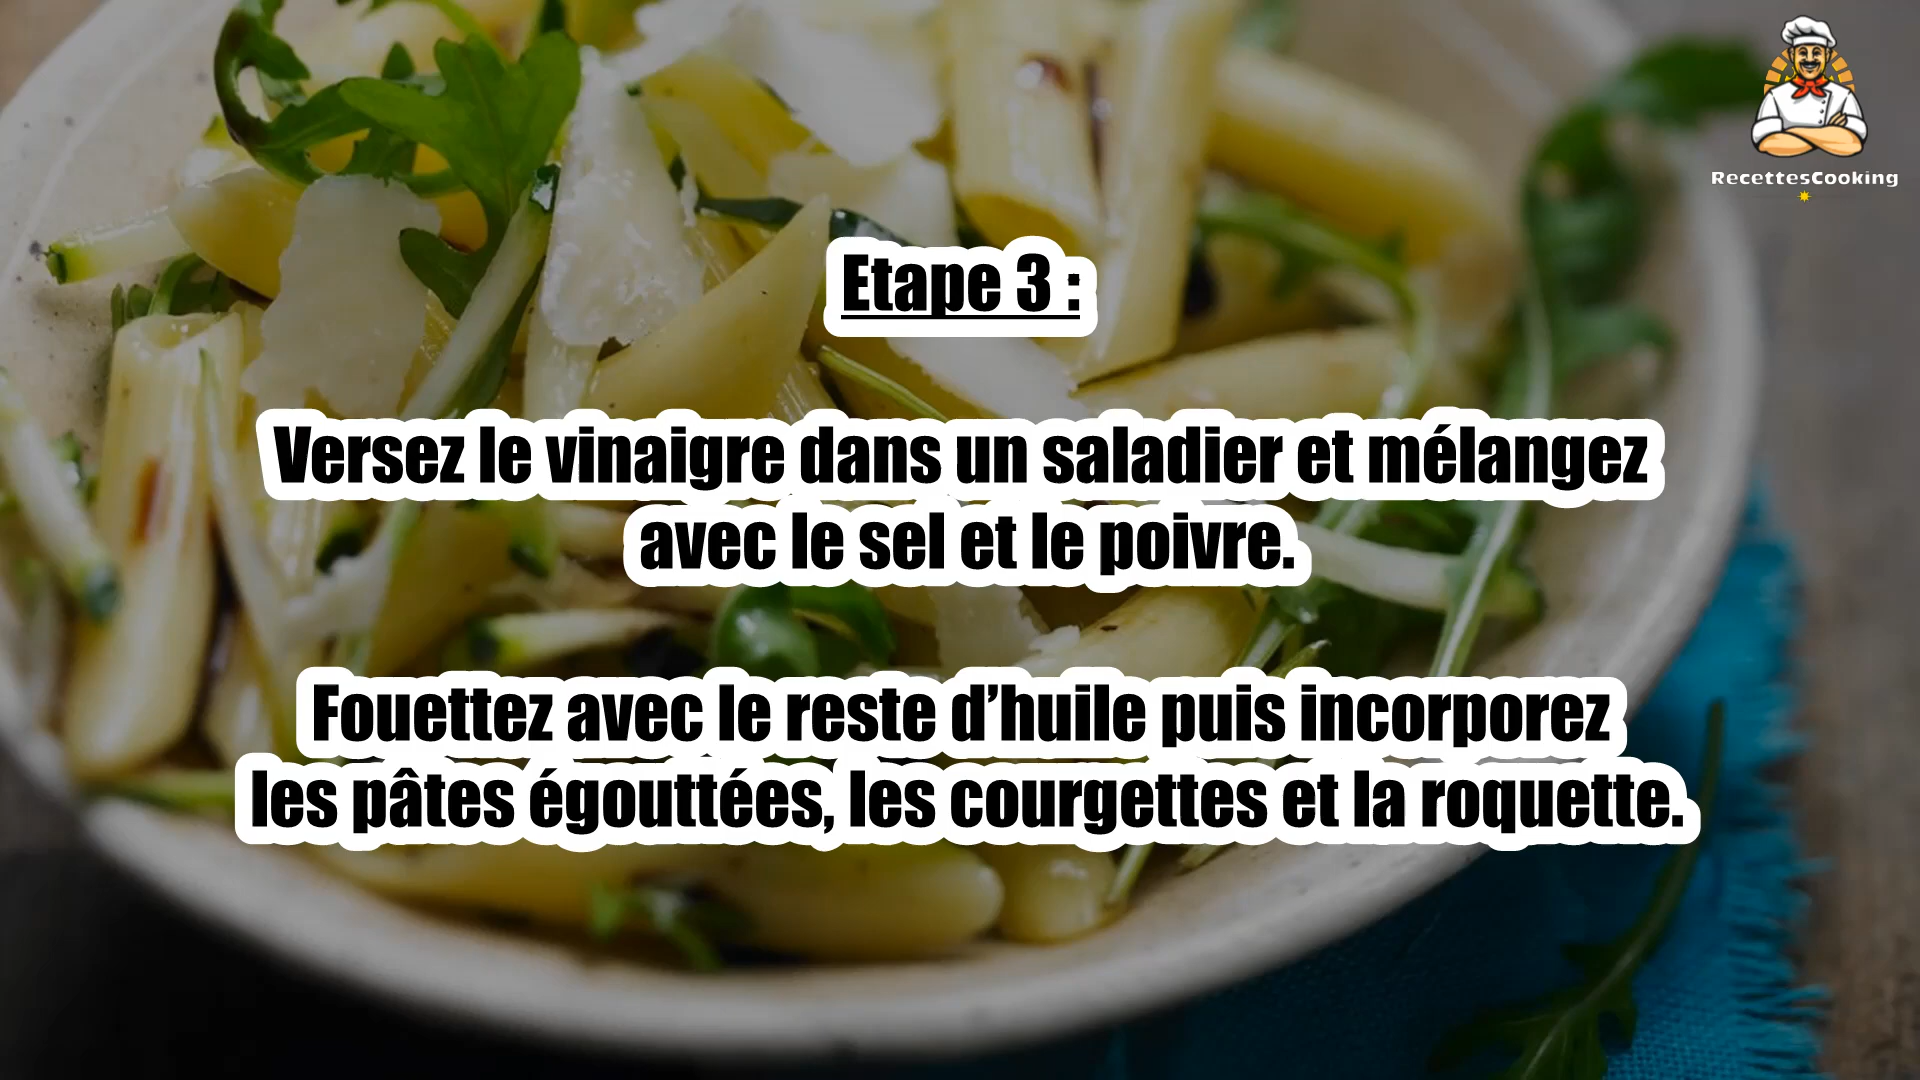 RecettesCooking
Etape 3 :
Versez le vinaigre dans un saladier et mélangez
avec le sel et le poivre.
Fouettez avec le reste d’huile puis incorporez
les pâtes égouttées, les courgettes et la roquette.